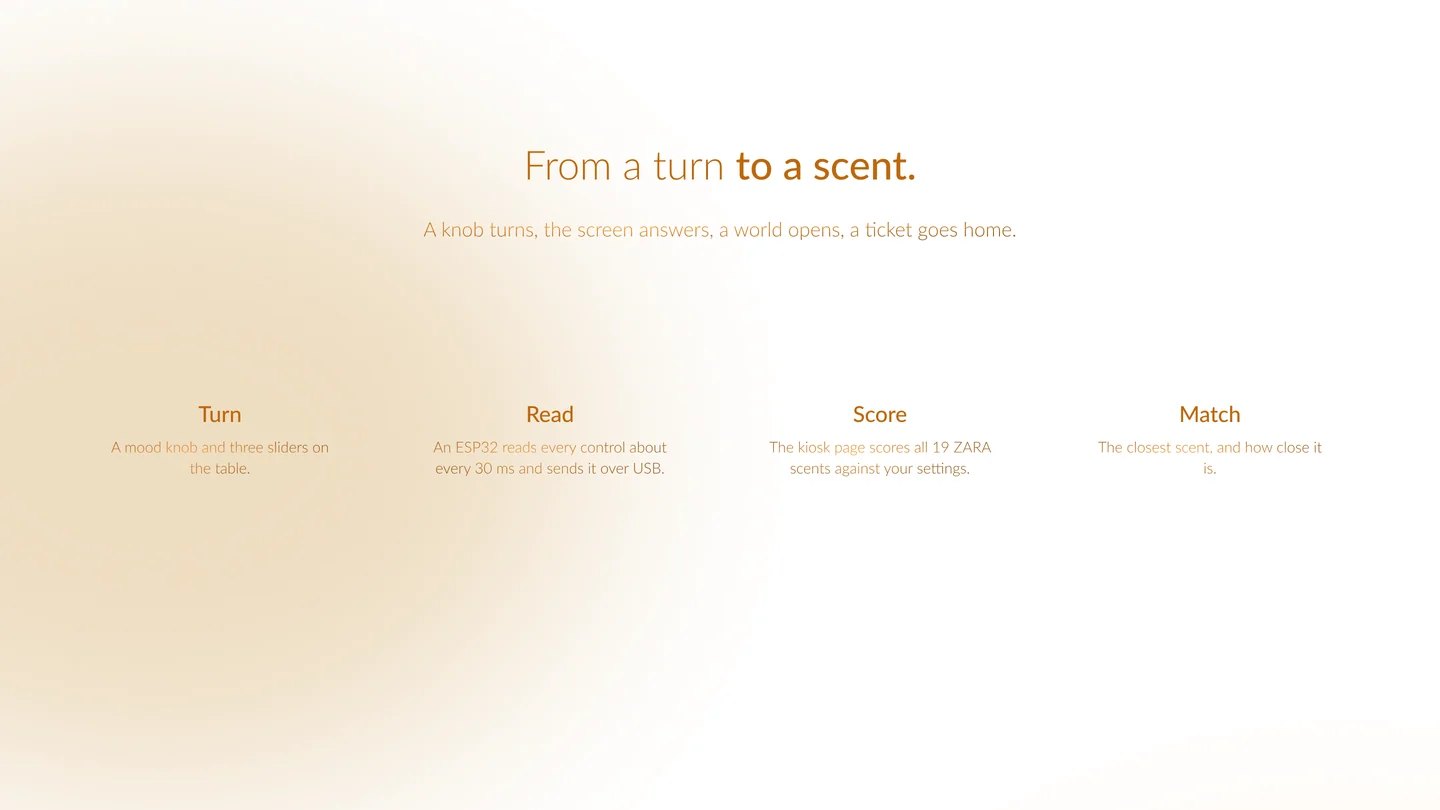 From a turn to a scent.
A knob turns, the screen answers, a world opens, a ticket goes home.
Turn
A mood knob and three sliders on
the table.
Read
An ESP32 reads every control about
every 30 ms and sends it over USB.
Score
The kiosk page scores all 19 ZARA
scents against your settings.
Match
The closest scent, and how close it
is.